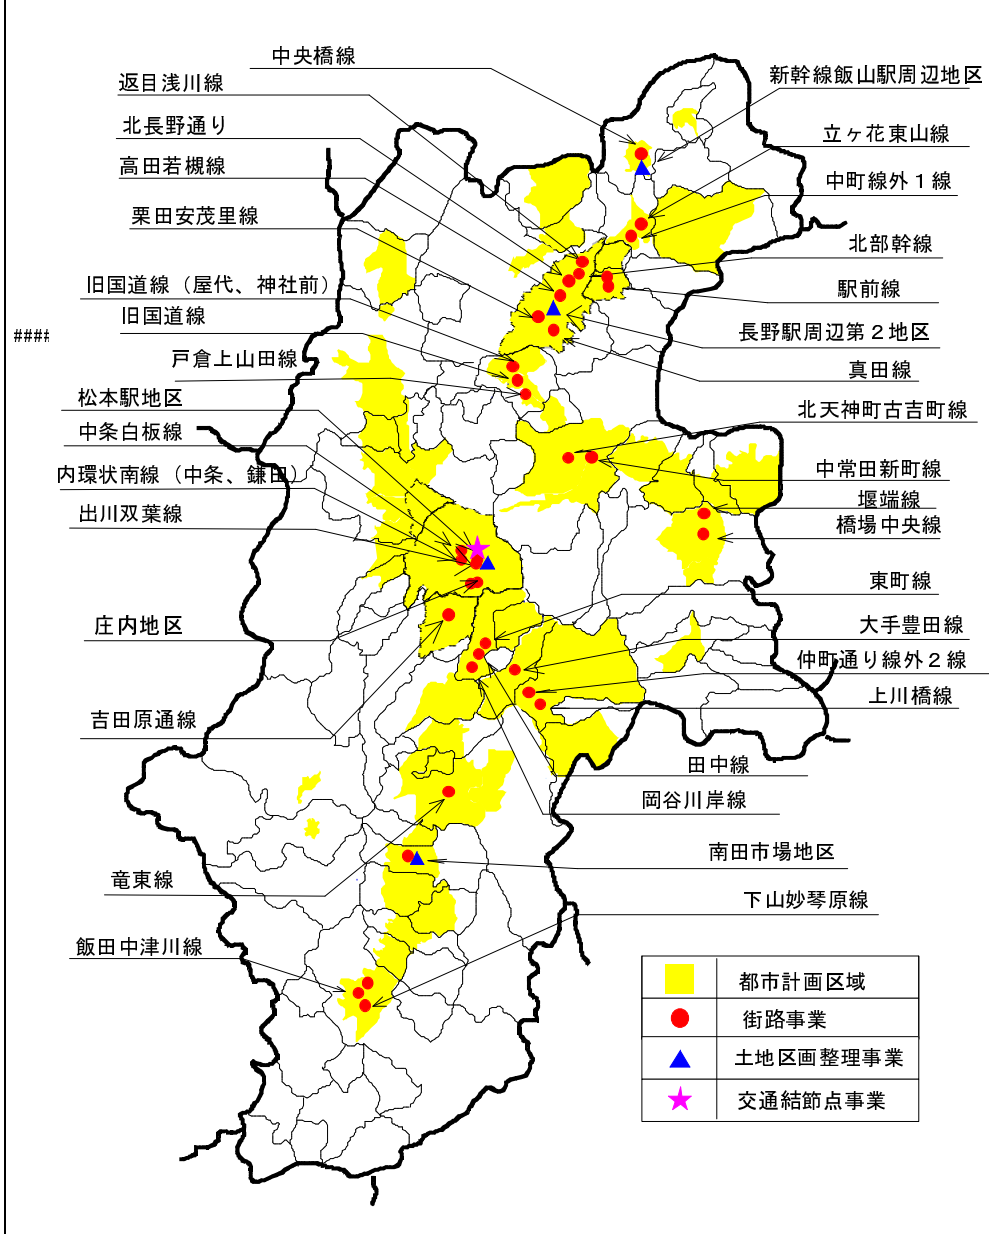 中央橋線
返目浅川線
新幹線飯山駅周辺地区
北長野通り
立ヶ花東山線
高田若槻線
中町線外１線
栗田安茂里線
北部幹線
旧国道線（屋代、神社前）
駅前線
旧国道線
長野駅周辺第２地区
####
戸倉上山田線
真田線
松本駅地区
北天神町古吉町線
中条白板線
内環状南線（中条、鎌田）
中常田新町線
堰端線
出川双葉線
橋場中央線
東町線
庄内地区
大手豊田線
仲町通り線外２線
上川橋線
吉田原通線
田中線
岡谷川岸線
南田市場地区
竜東線
下山妙琴原線
飯田中津川線
都市計画区域
街路事業
土地区画整理事業
交通結節点事業